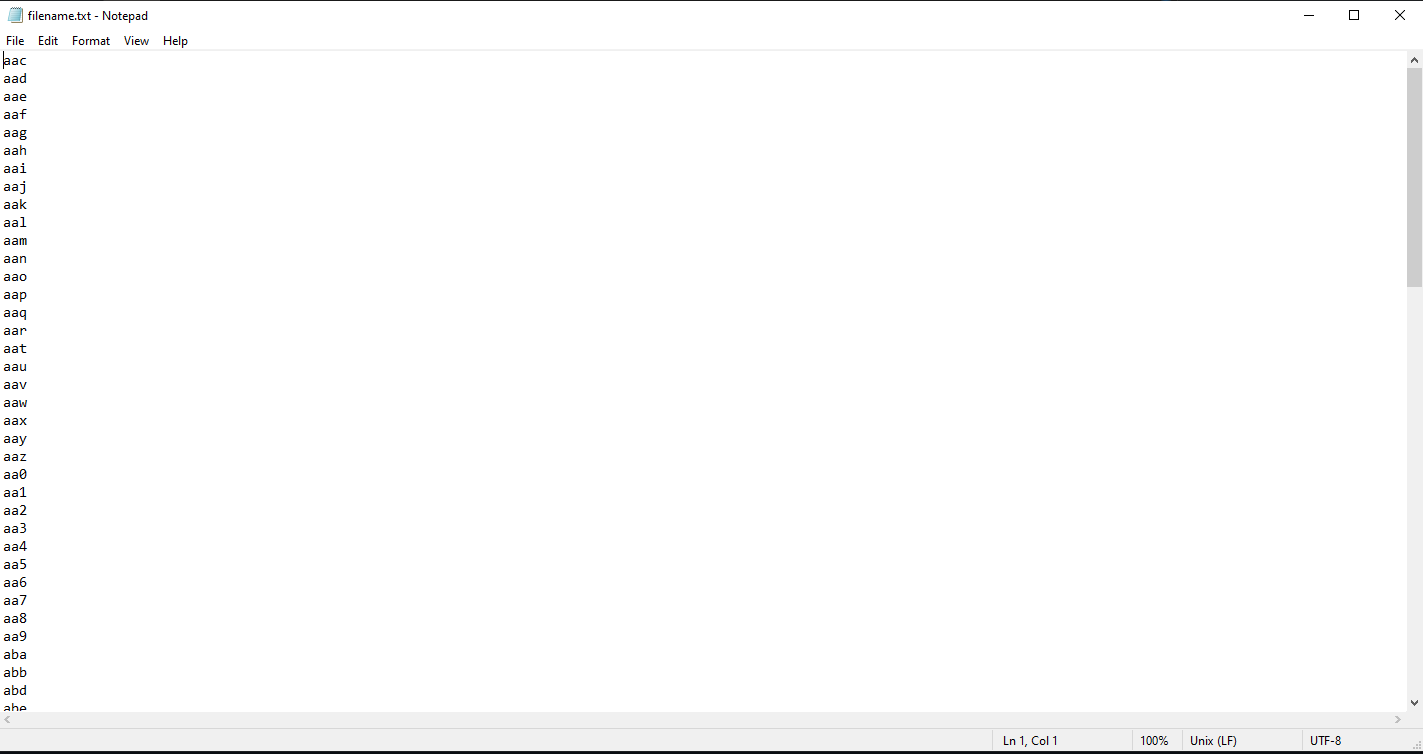 filename.txt - Notepad
File Edit Format View Help
aac
aad
aae
aaf
aag
aah
aai
aaj
aak
aal
aam
aan
aao
aap
aaq
aar
aat
aau
aav
aaw
aax
aay
aaz
aa0
aa1
aa2
aa3
aa4
aa5
aa6
aa7
aa8
aa9
aba
abb
abd
abe
Ln 1, Col 1 100% Unix (LF) UTF-8